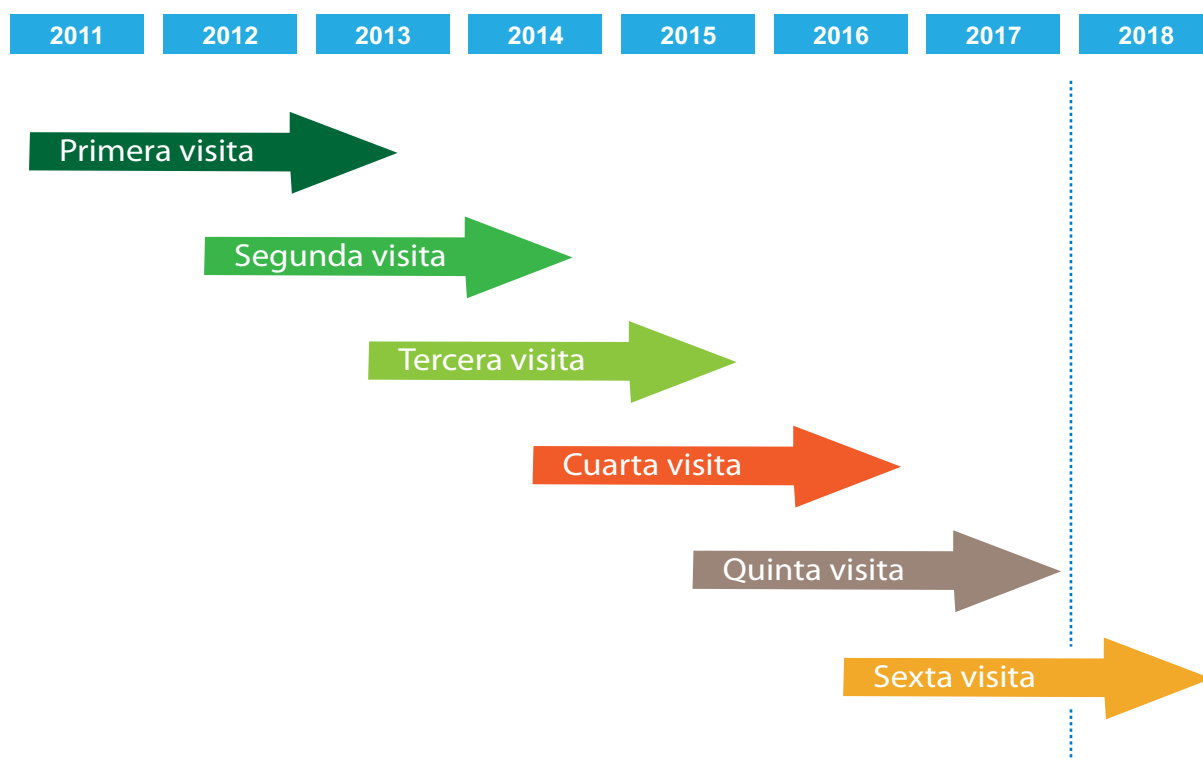 2011 2012 2013 2014 2015 2016 2017 2018
Primera visita
Segunda visita
Tercera visita
Cuarta visita
Quinta visita
Sexta visita